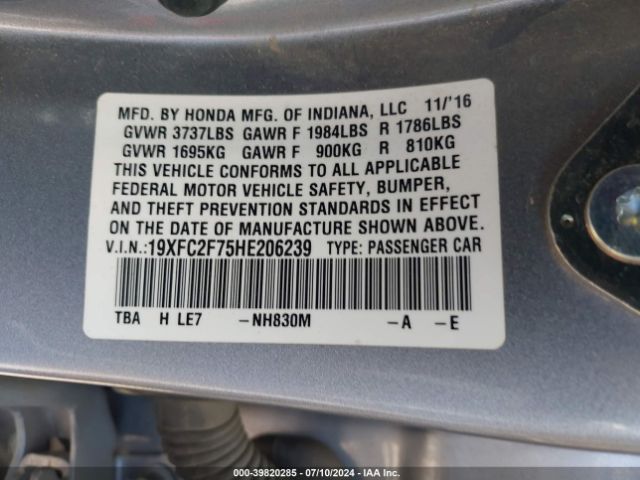 MFD. BY HONDA MFG. OF INDIANA, LLC 11/'16
GVWR 3737LBS GAWR F 1984LBS R 1786LBS
GVWR 1695KG GAWR F 900KG R 810KG
THIS VEHICLE CONFORMS TO ALL APPLICABLE
FEDERAL MOTOR VEHICLE SAFETY, BUMPER,
AND THEFT PREVENTION STANDARDS IN EFFECT
ON THE DATE OF MANUFACTURE SHOWN ABOVE.
V.I.N.:19XFC2F75HE206239 TYPE: PASSENGER CAR
TBA H LE7 -NH830M -A -E
000-39820285 - 07/10/2024 - IAA Inc.